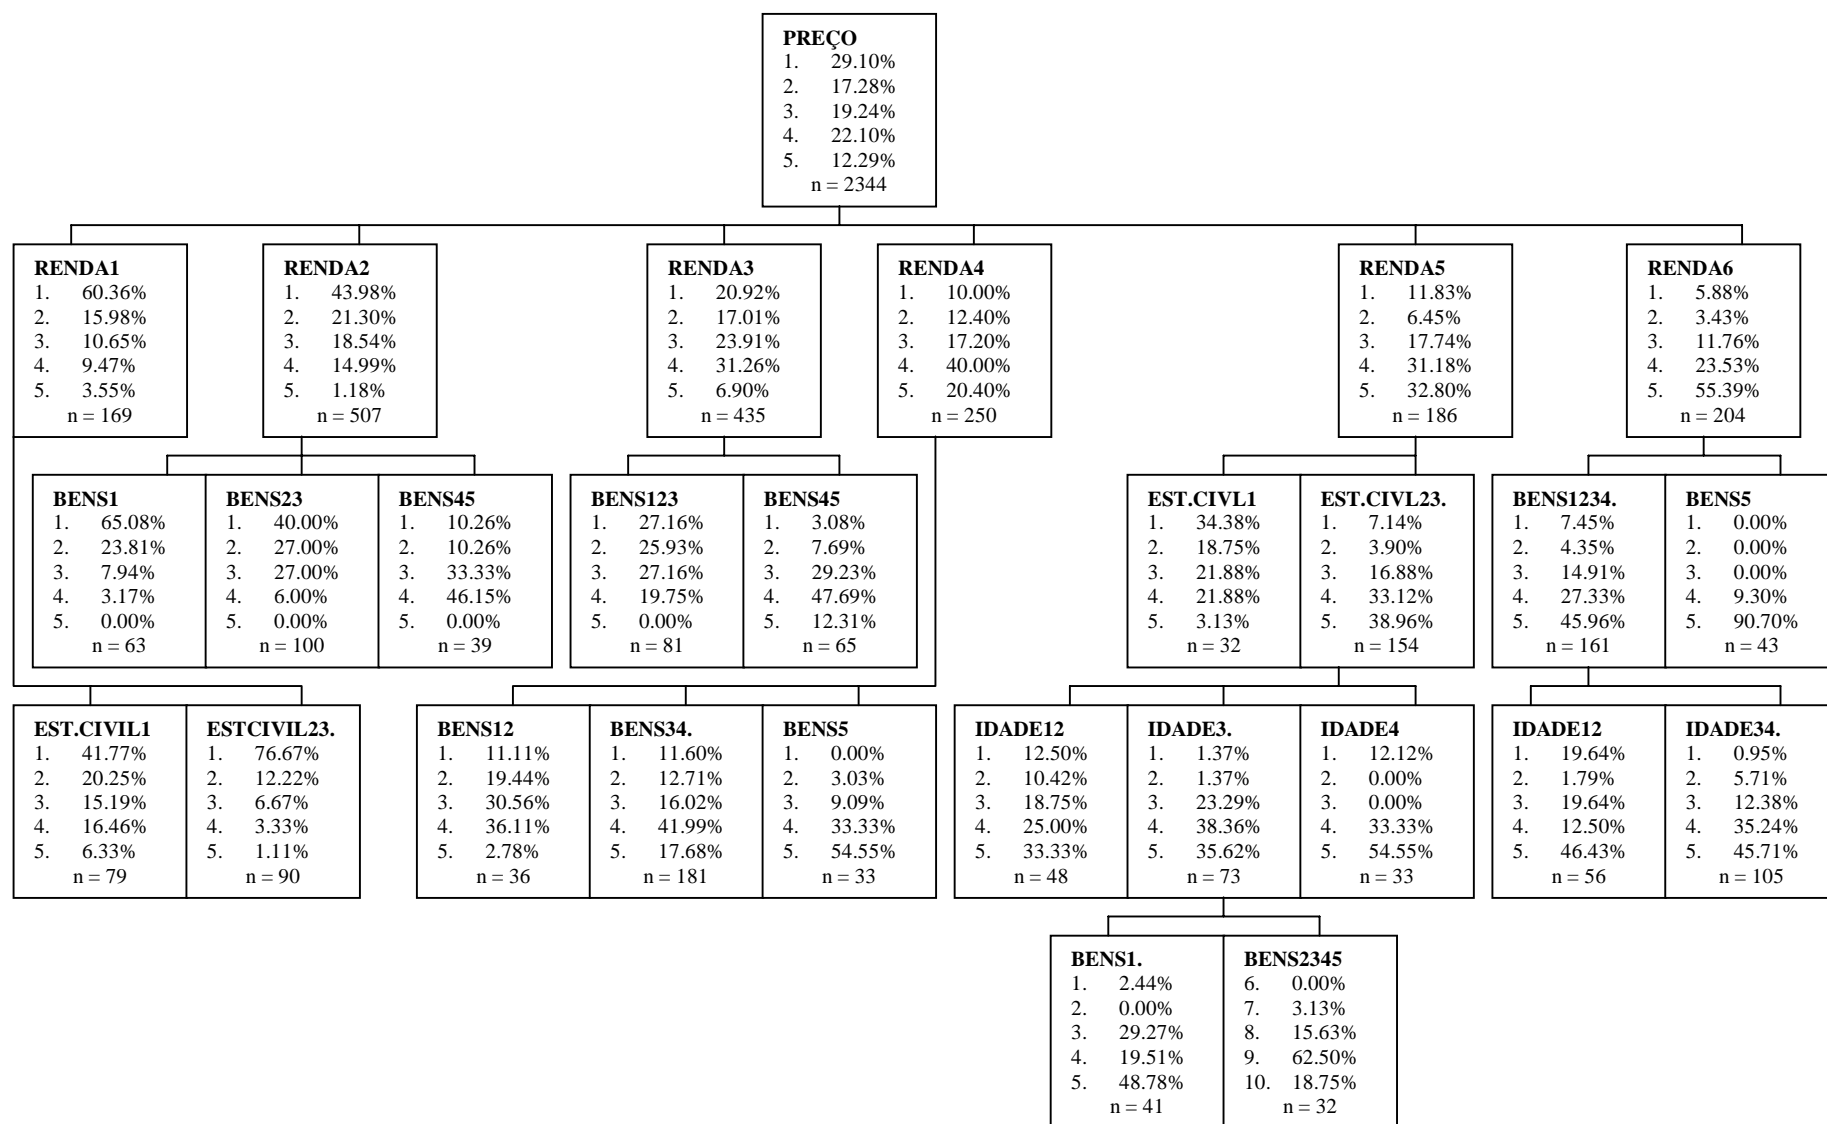 PREÇO
1. 29.10%
2. 17.28%
3. 19.24%
4. 22.10%
5. 12.29%
n = 2344
RENDA1
1. 60.36%
2. 15.98%
3. 10.65%
4. 9.47%
5. 3.55%
n = 169
RENDA2
1. 43.98%
2. 21.30%
3. 18.54%
4. 14.99%
5. 1.18%
n = 507
RENDA3
1. 20.92%
2. 17.01%
3. 23.91%
4. 31.26%
5. 6.90%
n = 435
RENDA4
1. 10.00%
2. 12.40%
3. 17.20%
4. 40.00%
5. 20.40%
n = 250
RENDA5
1. 11.83%
2. 6.45%
3. 17.74%
4. 31.18%
5. 32.80%
n = 186
RENDA6
1. 5.88%
2. 3.43%
3. 11.76%
4. 23.53%
5. 55.39%
n = 204
BENS1
1. 65.08%
2. 23.81%
3. 7.94%
4. 3.17%
5. 0.00%
n = 63
BENS23
1. 40.00%
2. 27.00%
3. 27.00%
4. 6.00%
5. 0.00%
n = 100
BENS45
1. 10.26%
2. 10.26%
3. 33.33%
4. 46.15%
5. 0.00%
n = 39
BENS123
1. 27.16%
2. 25.93%
3. 27.16%
4. 19.75%
5. 0.00%
n = 81
BENS45
1. 3.08%
2. 7.69%
3. 29.23%
4. 47.69%
5. 12.31%
n = 65
EST.CIVL1
1. 34.38%
2. 18.75%
3. 21.88%
4. 21.88%
5. 3.13%
n = 32
EST.CIVL23.
1. 7.14%
2. 3.90%
3. 16.88%
4. 33.12%
5. 38.96%
n = 154
BENS1234.
1. 7.45%
2. 4.35%
3. 14.91%
4. 27.33%
5. 45.96%
n = 161
BENS5
1. 0.00%
2. 0.00%
3. 0.00%
4. 9.30%
5. 90.70%
n = 43
EST.CIVIL1
1. 41.77%
2. 20.25%
3. 15.19%
4. 16.46%
5. 6.33%
n = 79
ESTCIVIL23.
1. 76.67%
2. 12.22%
3. 6.67%
4. 3.33%
5. 1.11%
n = 90
BENS12
1. 11.11%
2. 19.44%
3. 30.56%
4. 36.11%
5. 2.78%
n = 36
BENS34.
1. 11.60%
2. 12.71%
3. 16.02%
4. 41.99%
5. 17.68%
n = 181
BENS5
1. 0.00%
2. 3.03%
3. 9.09%
4. 33.33%
5. 54.55%
n = 33
IDADE12
1. 12.50%
2. 10.42%
3. 18.75%
4. 25.00%
5. 33.33%
n = 48
IDADE3.
1. 1.37%
2. 1.37%
3. 23.29%
4. 38.36%
5. 35.62%
n = 73
IDADE4
1. 12.12%
2. 0.00%
3. 0.00%
4. 33.33%
5. 54.55%
n = 33
IDADE12
1. 19.64%
2. 1.79%
3. 19.64%
4. 12.50%
5. 46.43%
n = 56
IDADE34.
1. 0.95%
2. 5.71%
3. 12.38%
4. 35.24%
5. 45.71%
n = 105
BENS1.
1. 2.44%
2. 0.00%
3. 29.27%
4. 19.51%
5. 48.78%
n = 41
BENS2345
6. 0.00%
7. 3.13%
8. 15.63%
9. 62.50%
10. 18.75%
n = 32